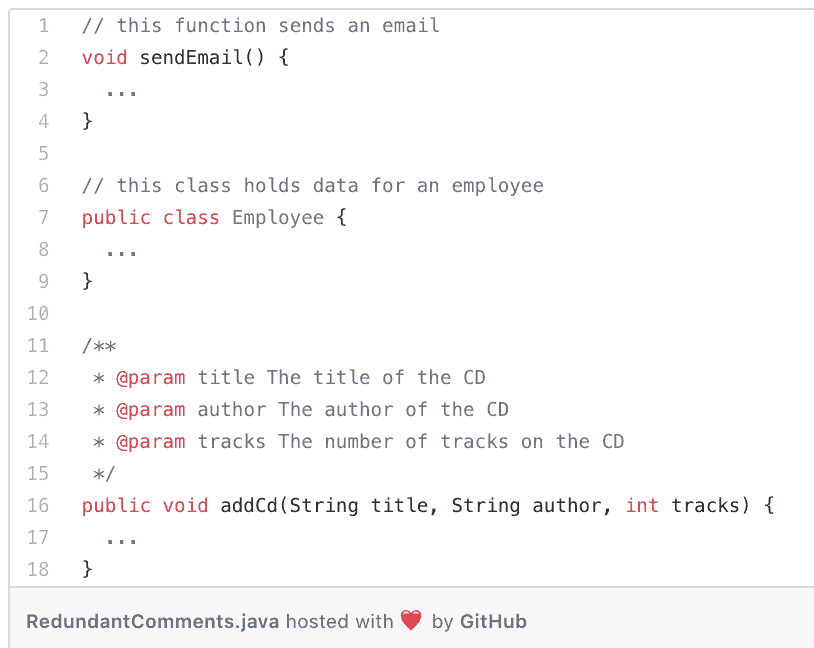 1 // this function sends an email
2 void sendEmail() {
3   ...
4 }
5
6 // this class holds data for an employee
7 public class Employee {
8   ...
9 }
10
11 /**
12  * @param title The title of the CD
13  * @param author The author of the CD
14  * @param tracks The number of tracks on the CD
15  */
16 public void addCd(String title, String author, int tracks) {
17   ...
18 }
RedundantComments.java hosted with ❤ by GitHub